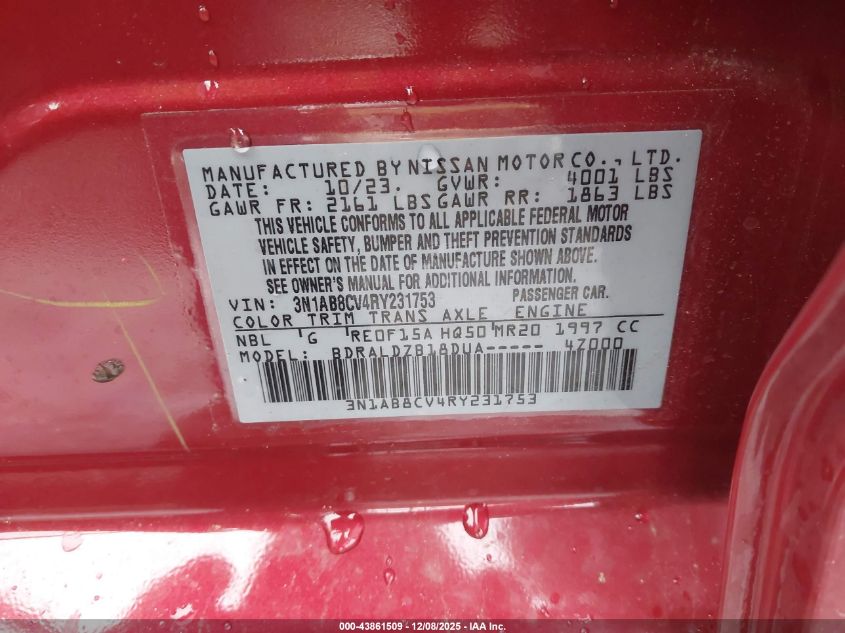 MANUFACTURED BY NISSAN MOTOR CO., LTD.
DATE: 10/23. GVWR: 4001 LBS
GAWR FR: 2161 LBS GAWR RR: 1863 LBS
THIS VEHICLE CONFORMS TO ALL APPLICABLE FEDERAL MOTOR
VEHICLE SAFETY, BUMPER AND THEFT PREVENTION STANDARDS
IN EFFECT ON THE DATE OF MANUFACTURE SHOWN ABOVE.
SEE OWNER'S MANUAL FOR ADDITIONAL INFORMATION.
VIN: 3N1AB8CV4RY231753 PASSENGER CAR.
COLOR TRIM TRANS AXLE ENGINE
NBL G RE0F15A HQ50 MR20 1997 CC
MODEL: BDRALDZB18DUA----- 4Z000
3N1AB8CV4RY231753
000-43861509 - 12/08/2025 - IAA Inc.